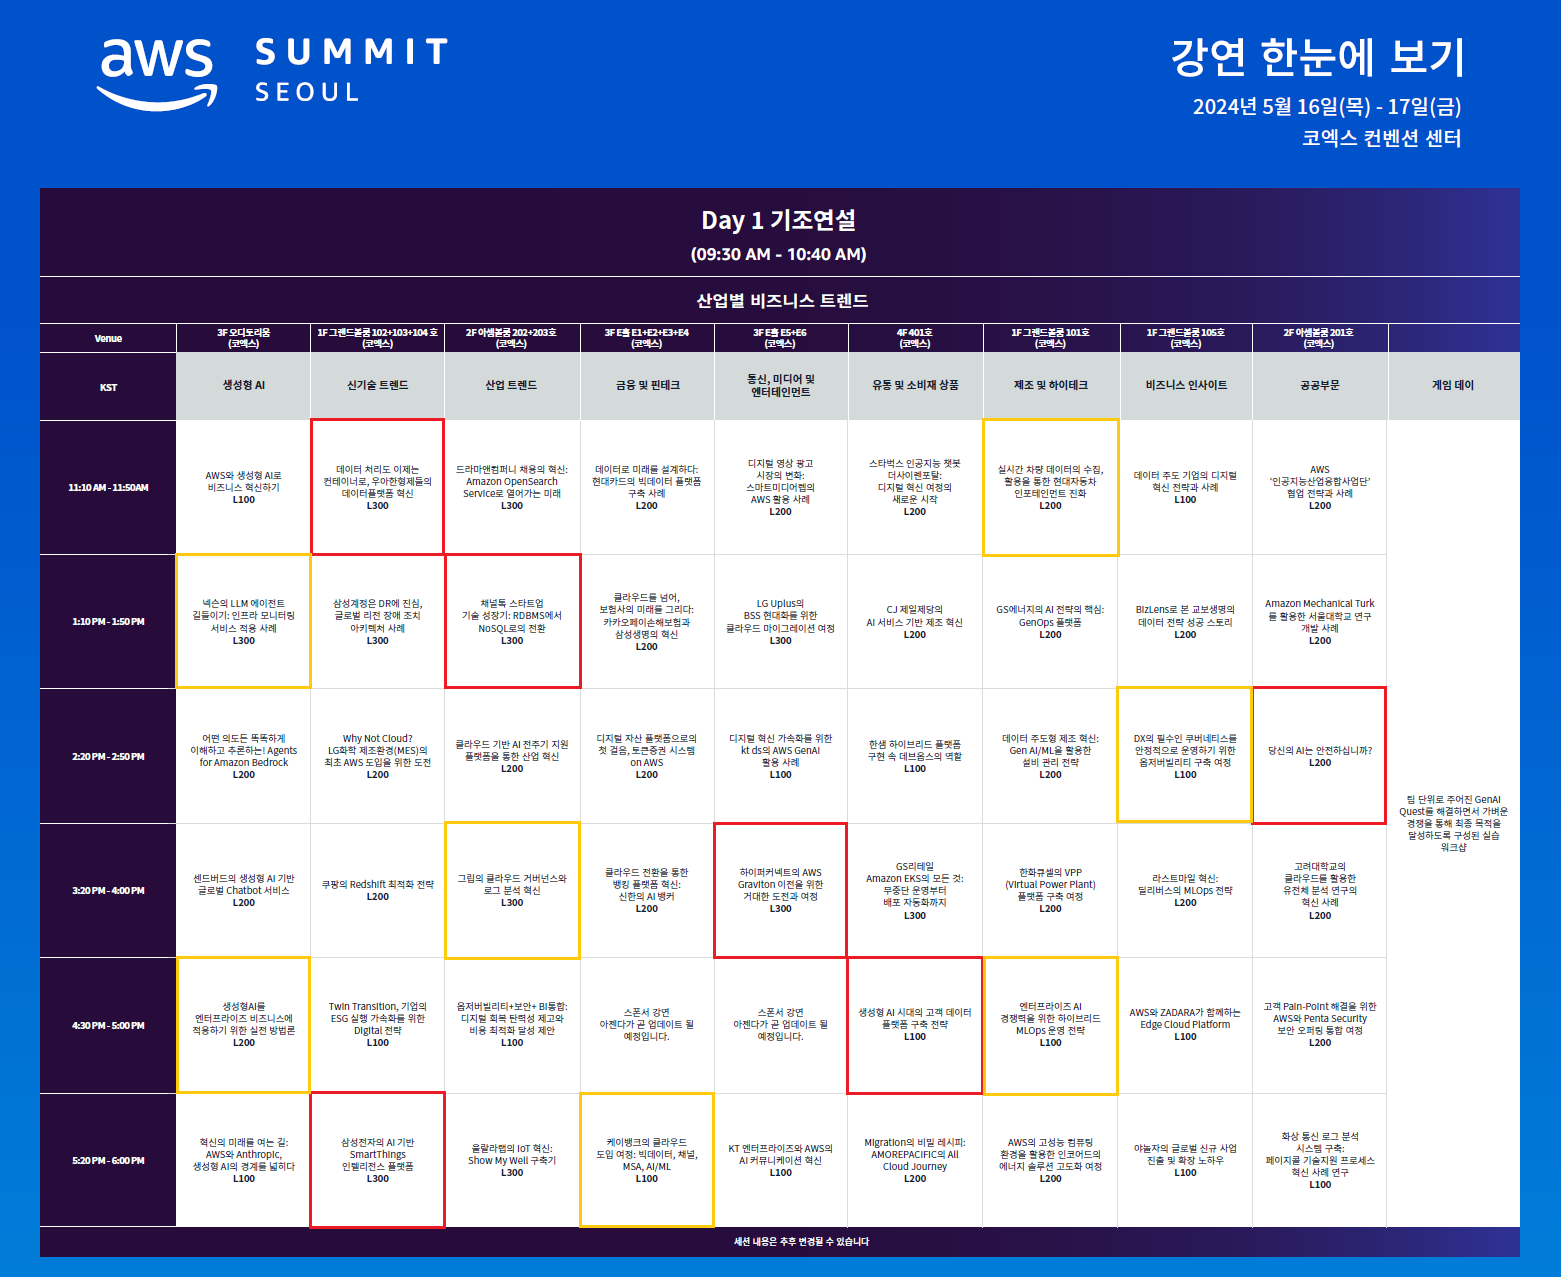 aws SUMMIT
SEOUL
강연 한눈에 보기
2024년 5월 16일(목) - 17일(금)
코엑스 컨벤션 센터
Day 1 기조연설
(09:30 AM – 10:40 AM)
산업별 비즈니스 트렌드
Venue
3F 오디토리움
(코엑스)
1F 그랜드볼룸 102+103+104 호
(코엑스)
2F 아셈볼룸 202+203호
(코엑스)
3F E홀 E1+E2+E3+E4
(코엑스)
3F E홀 E5+E6
(코엑스)
4F 401호
(코엑스)
1F 그랜드볼룸 101호
(코엑스)
1F 그랜드볼룸 105호
(코엑스)
2F 아셈볼룸 201호
(코엑스)
KST
생성형 AI
신기술 트렌드
산업 트렌드
금융 및 핀테크
통신, 미디어 및
엔터테인먼트
유통 및 소비재 상품
제조 및 하이테크
비즈니스 인사이트
공공부문
게임 데이
11:10 AM - 11:50AM
AWS와 생성형 AI로
비즈니스 혁신하기
L100
데이터 처리도 이제는
컨테이너로, 우아한형제들의
데이터플랫폼 혁신
L300
드라마앤컴퍼니 채용의 혁신:
Amazon OpenSearch
Service로 열어가는 미래
L300
데이터로 미래를 설계하다:
현대카드의 빅데이터 플랫폼
구축 사례
L200
디지털 영상 광고
시장의 변화:
스마트미디어렙의
AWS 활용 사례
L200
스타벅스 인공지능 챗봇
더사이렌포탈:
디지털 혁신 여정의
새로운 시작
L200
실시간 차량 데이터의 수집,
활용을 통한 현대자동차
인포테인먼트 진화
L200
데이터 주도 기업의 디지털
혁신 전략과 사례
L100
AWS
‘인공지능산업융합사업단’
협업 전략과 사례
L200
1:10 PM - 1:50 PM
넥슨의 LLM 에이전트
길들이기: 인프라 모니터링
서비스 적용 사례
L300
삼성계정은 DR에 진심,
글로벌 리전 장애 조치
아키텍처 사례
L300
채널톡 스타트업
기술 성장기: RDBMS에서
NoSQL로의 전환
L300
클라우드를 넘어,
보험사의 미래를 그리다:
카카오페이손해보험과
삼성생명의 혁신
L200
LG Uplus의
BSS 현대화를 위한
클라우드 마이그레이션 여정
L300
CJ 제일제당의
AI 서비스 기반 제조 혁신
L200
GS에너지의 AI 전략의 핵심:
GenOps 플랫폼
L200
BizLens로 본 교보생명의
데이터 전략 성공 스토리
L200
Amazon Mechanical Turk
를 활용한 서울대학교 연구
개발 사례
L200
2:20 PM - 2:50 PM
어떤 의도든 똑똑하게
이해하고 추론하는! Agents
for Amazon Bedrock
L200
Why Not Cloud?
LG화학 제조환경(MES)의
최초 AWS 도입을 위한 도전
L200
클라우드 기반 AI 전주기 지원
플랫폼을 통한 산업 혁신
L200
디지털 자산 플랫폼으로의
첫 걸음, 토큰증권 시스템
on AWS
L200
디지털 혁신 가속화를 위한
kt ds의 AWS GenAI
활용 사례
L100
한샘 하이브리드 플랫폼
구현 속 데브옵스의 역할
L100
데이터 주도형 제조 혁신:
Gen AI/ML을 활용한
설비 관리 전략
L200
DX의 필수인 쿠버네티스를
안정적으로 운영하기 위한
옵저버빌리티 구축 여정
L100
당신의 AI는 안전하십니까?
L200
팀 단위로 주어진 GenAI
Quest를 해결하면서 가벼운
경쟁을 통해 최종 목적을
달성하도록 구성된 실습
워크샵
3:20 PM - 4:00 PM
센드버드의 생성형 AI 기반
글로벌 Chatbot 서비스
L200
쿠팡의 Redshift 최적화 전략
L200
그립의 클라우드 거버넌스와
로그 분석 혁신
L300
클라우드 전환을 통한
뱅킹 플랫폼 혁신:
신한의 AI 뱅커
L200
하이퍼커넥트의 AWS
Graviton 이전을 위한
거대한 도전과 여정
L300
GS리테일
Amazon EKS의 모든 것:
무중단 운영부터
배포 자동화까지
L300
한화큐셀의 VPP
(Virtual Power Plant)
플랫폼 구축 여정
L200
라스트마일 혁신:
딜리버스의 MLOps 전략
L200
고려대학교의
클라우드를 활용한
유전체 분석 연구의
혁신 사례
L200
4:30 PM - 5:00 PM
생성형AI를
엔터프라이즈 비즈니스에
적용하기 위한 실전 방법론
L200
Twin Transition, 기업의
ESG 실행 가속화를 위한
Digital 전략
L100
옵저버빌리티+보안+ BI통합:
디지털 회복 탄력성 제고와
비용 최적화 달성 제안
L100
스폰서 강연
아젠다가 곧 업데이트 될
예정입니다.
스폰서 강연
아젠다가 곧 업데이트 될
예정입니다.
생성형 AI 시대의 고객 데이터
플랫폼 구축 전략
L100
엔터프라이즈 AI
경쟁력을 위한 하이브리드
MLOps 운영 전략
L100
AWS와 ZADARA가 함께하는
Edge Cloud Platform
L100
고객 Pain-Point 해결을 위한
AWS와 Penta Security
보안 오퍼링 통합 여정
L200
5:20 PM - 6:00 PM
혁신의 미래를 여는 길:
AWS와 Anthropic,
생성형 AI의 경계를 넓히다
L100
삼성전자의 AI 기반
SmartThings
인텔리전스 플랫폼
L300
울랄라랩의 IoT 혁신:
Show My Well 구축기
L300
케이뱅크의 클라우드
도입 여정: 빅데이터, 채널,
MSA, AI/ML
L100
KT 엔터프라이즈와 AWS의
AI 커뮤니케이션 혁신
L100
Migration의 비밀 레시피:
AMOREPACIFIC의 All
Cloud Journey
L200
AWS의 고성능 컴퓨팅
환경을 활용한 인코어드의
에너지 솔루션 고도화 여정
L200
야놀자의 글로벌 신규 사업
진출 및 확장 노하우
L100
화상 통신 로그 분석
시스템 구축:
페이지콜 기술지원 프로세스
혁신 사례 연구
L100
세션 내용은 추후 변경될 수 있습니다